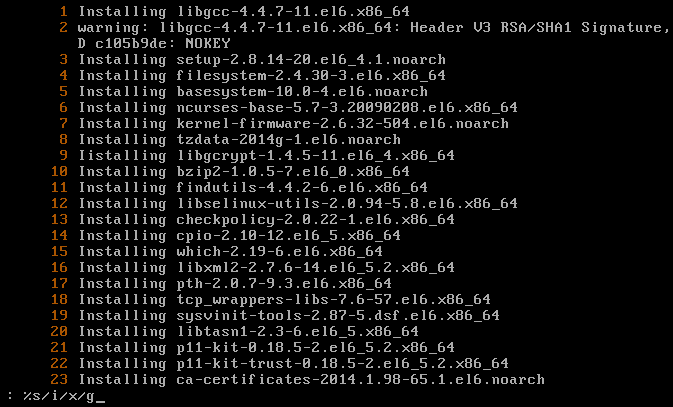 1 Installing libgcc-4.4.7-11.el6.x86_64
2 warning: libgcc-4.4.7-11.el6.x86_64: Header V3 RSA/SHA1 Signature,
D c105b9de: NOKEY
3 Installing setup-2.8.14-20.el6_4.1.noarch
4 Installing filesystem-2.4.30-3.el6.x86_64
5 Installing basesystem-10.0-4.el6.noarch
6 Installing ncurses-base-5.7-3.20090208.el6.x86_64
7 Installing kernel-firmware-2.6.32-504.el6.noarch
8 Installing tzdata-2014g-1.el6.noarch
9 Iistalling libgcrypt-1.4.5-11.el6_4.x86_64
10 Installing bzip2-1.0.5-7.el6_0.x86_64
11 Installing findutils-4.4.2-6.el6.x86_64
12 Installing libselinux-utils-2.0.94-5.8.el6.x86_64
13 Installing checkpolicy-2.0.22-1.el6.x86_64
14 Installing cpio-2.10-12.el6_5.x86_64
15 Installing which-2.19-6.el6.x86_64
16 Installing libxml2-2.7.6-14.el6_5.2.x86_64
17 Installing pth-2.0.7-9.3.el6.x86_64
18 Installing tcp_wrappers-libs-7.6-57.el6.x86_64
19 Installing sysvinit-tools-2.87-5.dsf.el6.x86_64
20 Installing libtasn1-2.3-6.el6_5.x86_64
21 Installing p11-kit-0.18.5-2.el6_5.2.x86_64
22 Installing p11-kit-trust-0.18.5-2.el6_5.2.x86_64
23 Installing ca-certificates-2014.1.98-65.1.el6.noarch
: %s/i/x/g_